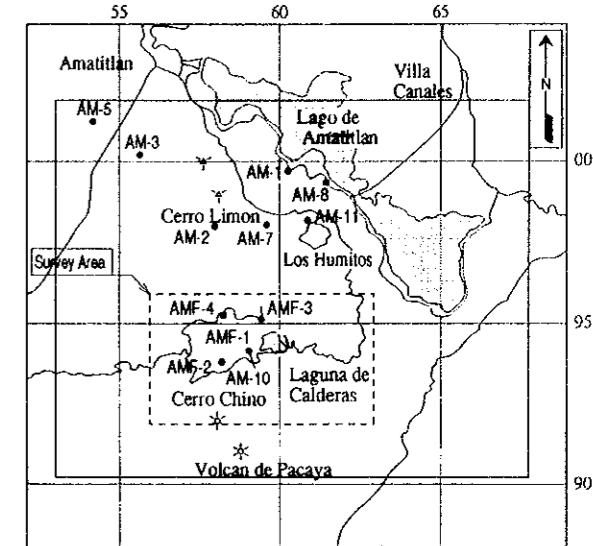 55 60 65
Amatitlan
Villa
Canales
N
AM-5
Lago de
Amatitlan
AM-3
00
AM-1
AM-8
Cerro Limon
AM-11
AM-2
AM-7
Los Humitos
Survey Area
AMF-4
AMF-3
95
AMF-1
AMF-2
AM-10
Laguna de
Calderas
Cerro Chino
Volcan de Pacaya
90